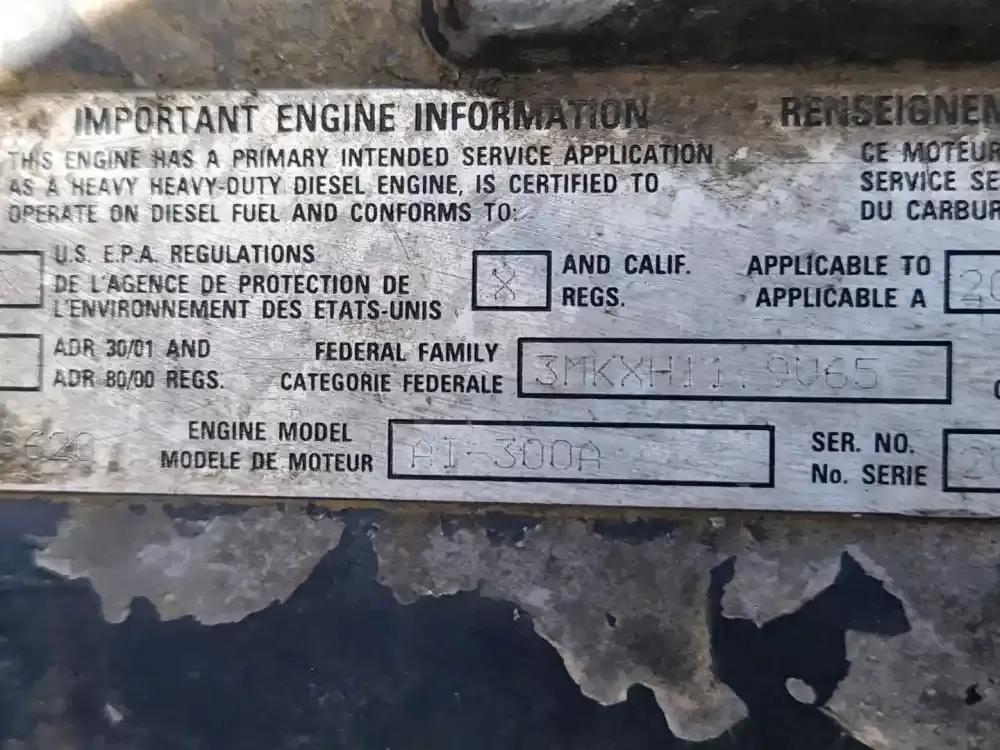 IMPORTANT ENGINE INFORMATION
THIS ENGINE HAS A PRIMARY INTENDED SERVICE APPLICATION
AS A HEAVY HEAVY-DUTY DIESEL ENGINE, IS CERTIFIED TO
OPERATE ON DIESEL FUEL AND CONFORMS TO:
RENSEIGNEM
CE MOTEUR
SERVICE SE
DU CARBUR
U.S. E.P.A. REGULATIONS
DE L'AGENCE DE PROTECTION DE
L'ENVIRONNEMENT DES ETATS-UNIS
X
AND CALIF.
REGS.
APPLICABLE TO
APPLICABLE A
20
ADR 30/01 AND
ADR 80/00 REGS.
FEDERAL FAMILY
CATEGORIE FEDERALE
3MKXH11.9V65
ENGINE MODEL
MODELE DE MOTEUR
AI-300A
SER. NO.
No. SERIE